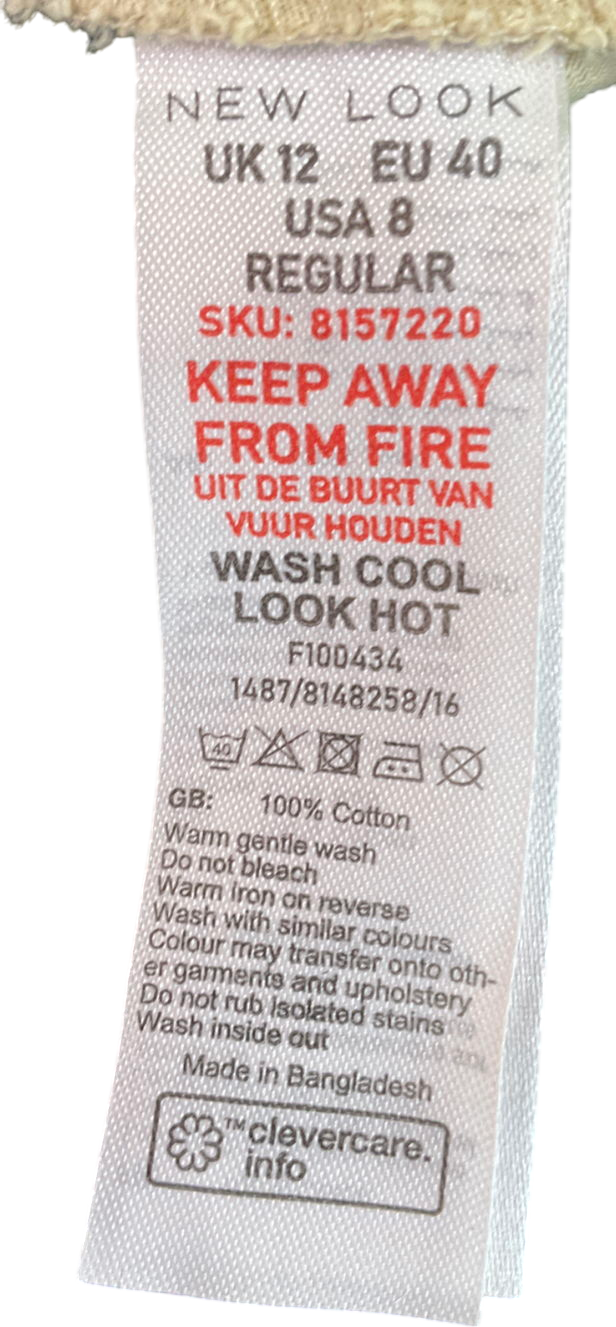 NEW LOOK
UK 12 EU 40
USA 8
REGULAR
SKU: 8157220
KEEP AWAY
FROM FIRE
UIT DE BUURT VAN
VUUR HOUDEN
WASH COOL
LOOK HOT
F100434
1487/8148258/16
40
GB: 100% Cotton
Warm gentle wash
Do not bleach
Warm iron on reverse
Wash with similar colours
Colour may transfer onto oth-
er garments and upholstery
Do not rub isolated stains
Wash inside out
Made in Bangladesh
™clevercare.
info